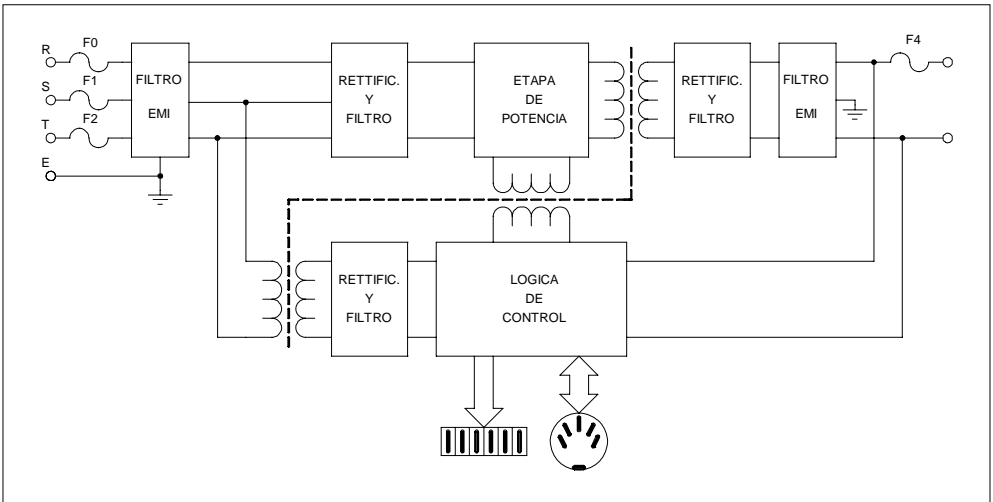 R
F0
S
F1
T
F2
E
FILTRO
EMI
RETTIFIC.
Y
FILTRO
ETAPA
DE
POTENCIA
RETTIFIC.
Y
FILTRO
FILTRO
EMI
F4
RETTIFIC.
Y
FILTRO
LOGICA
DE
CONTROL